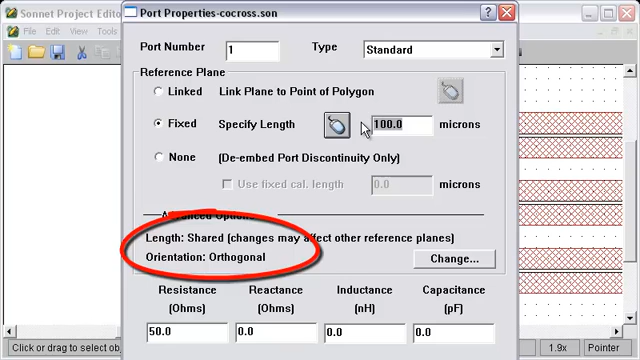 Sonnet Project Edito
Port Properties-cocross.son
File Edit
Port Number 1 Type Standard
Reference Plane
Linked Link Plane to Point of Polygon
Fixed Specify Length 100.0 microns
None (De-embed Port Discontinuity Only)
Use fixed cal. length 0.0 microns
Advanced Option
Length: Shared (changes may affect other reference planes)
Orientation: Orthogonal
Change...
Resistance Reactance Inductance Capacitance
(Ohms) (Ohms) (nH) (pF)
50.0 0.0 0.0 0.0
Click or drag to select obje 1.9x Pointer